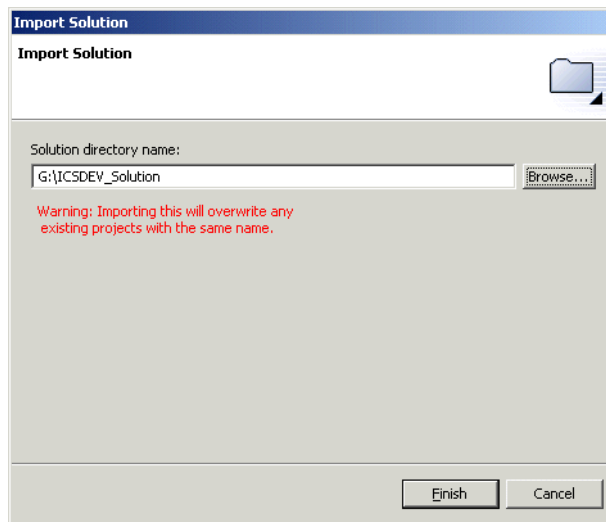 Import Solution
Import Solution
Solution directory name:
G:\ICSDEV_Solution
Browse...
Warning: Importing this will overwrite any
existing projects with the same name.
Finish
Cancel